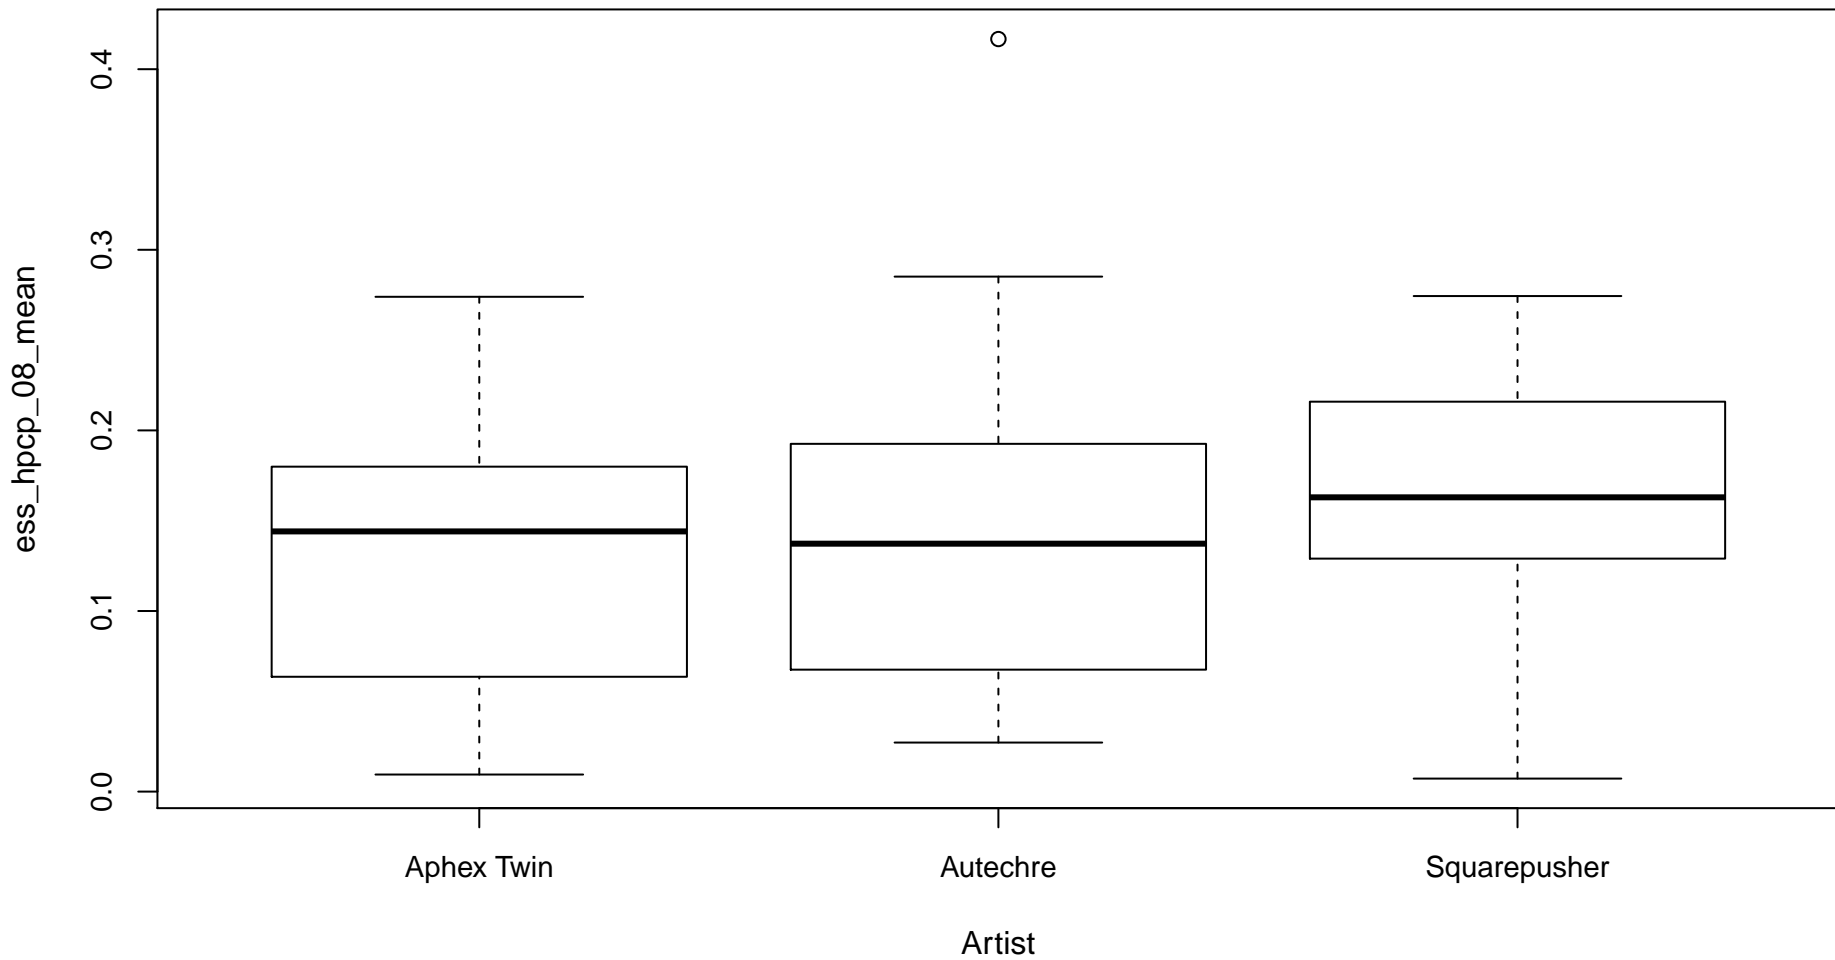 ess_hpcp_08_mean
0.4
0.3
0.2
0.1
0.0
Aphex Twin
Autechre
Squarepusher
Artist